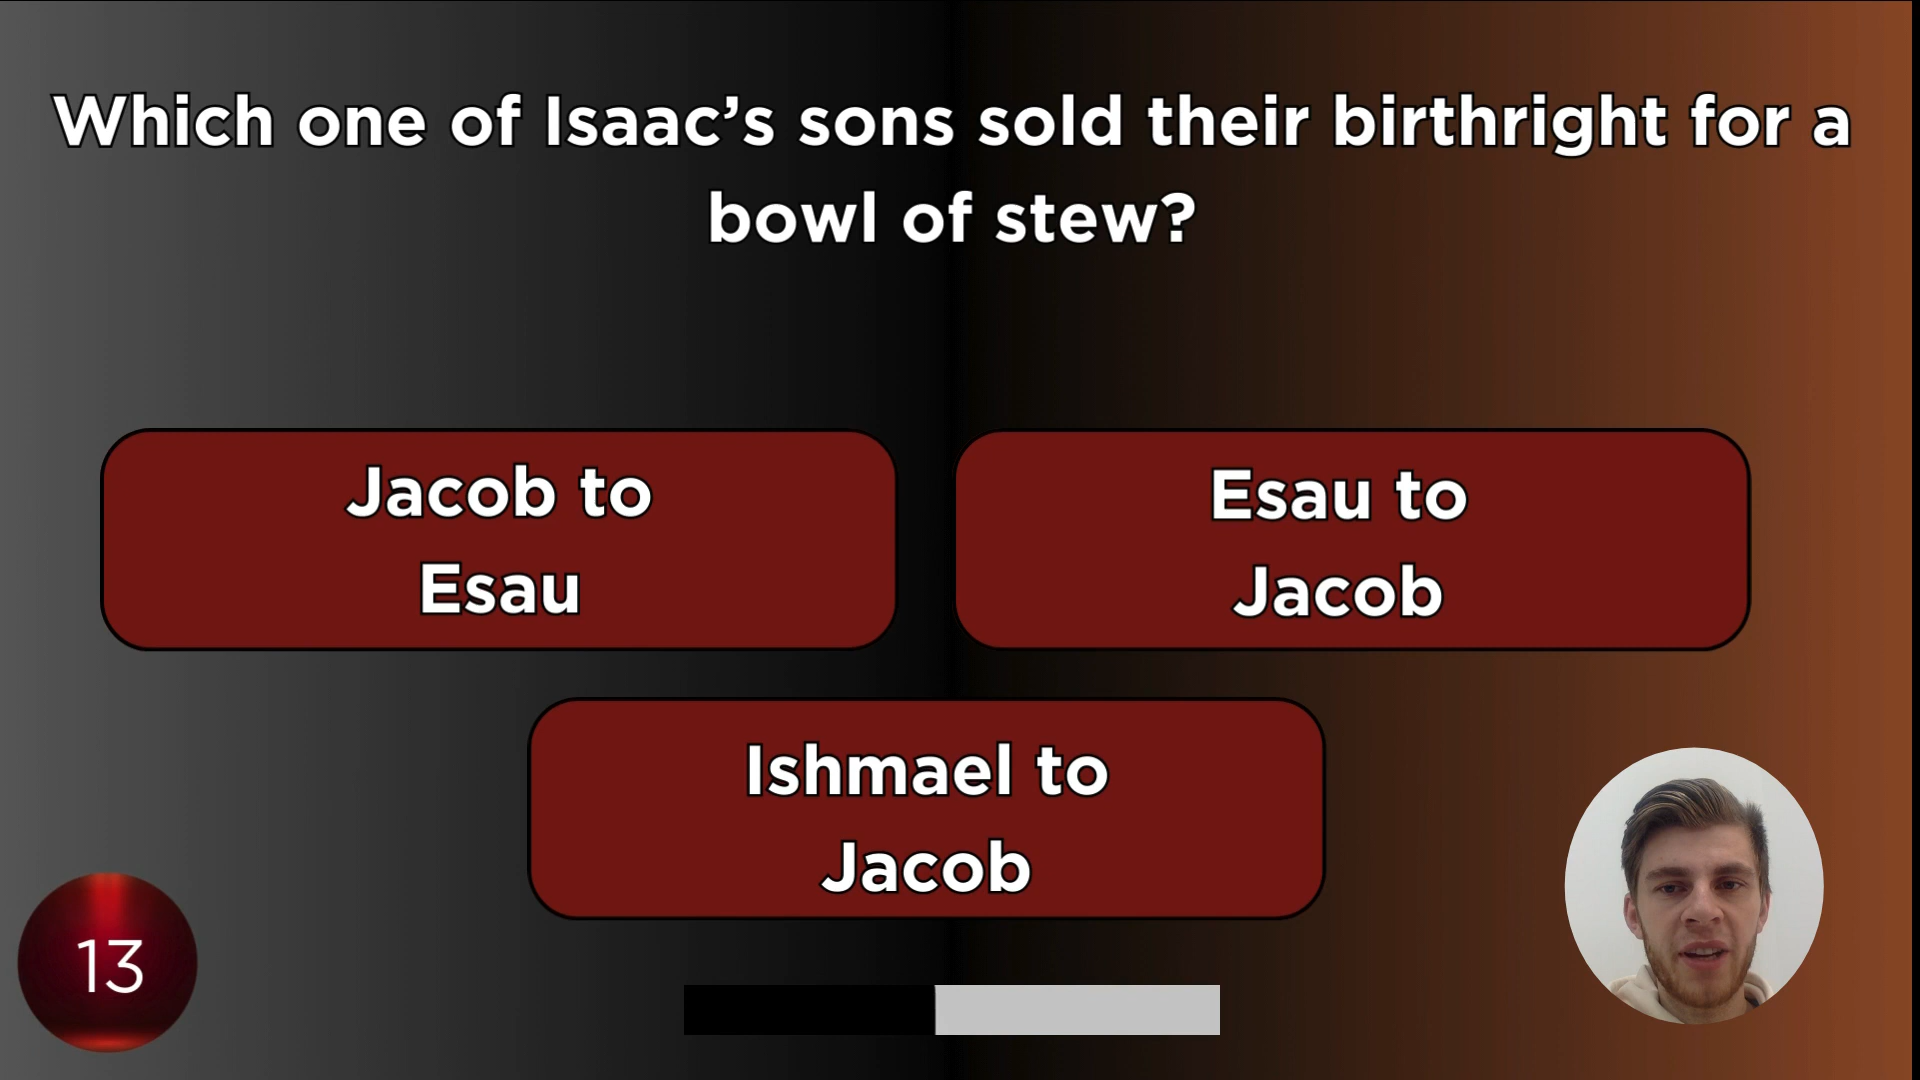 Which one of Isaac’s sons sold their birthright for a
bowl of stew?
Jacob to
Esau
Esau to
Jacob
Ishmael to
Jacob
13